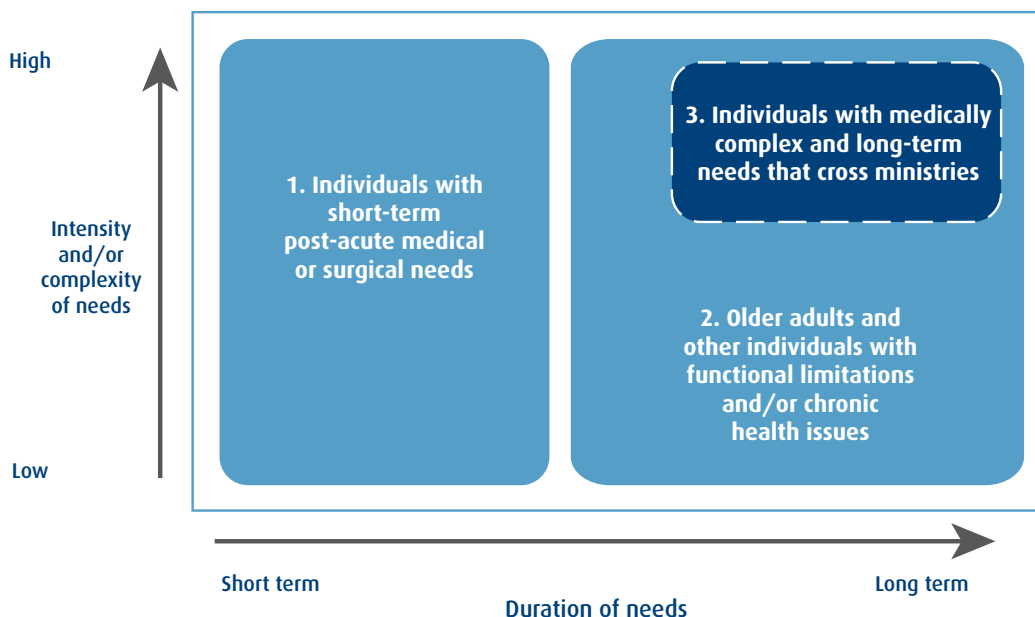 High
Intensity
and/or
complexity
of needs
Low
1. Individuals with
short-term
post-acute medical
or surgical needs
3. Individuals with medically
complex and long-term
needs that cross ministries
2. Older adults and
other individuals with
functional limitations
and/or chronic
health issues
Short term
Long term
Duration of needs